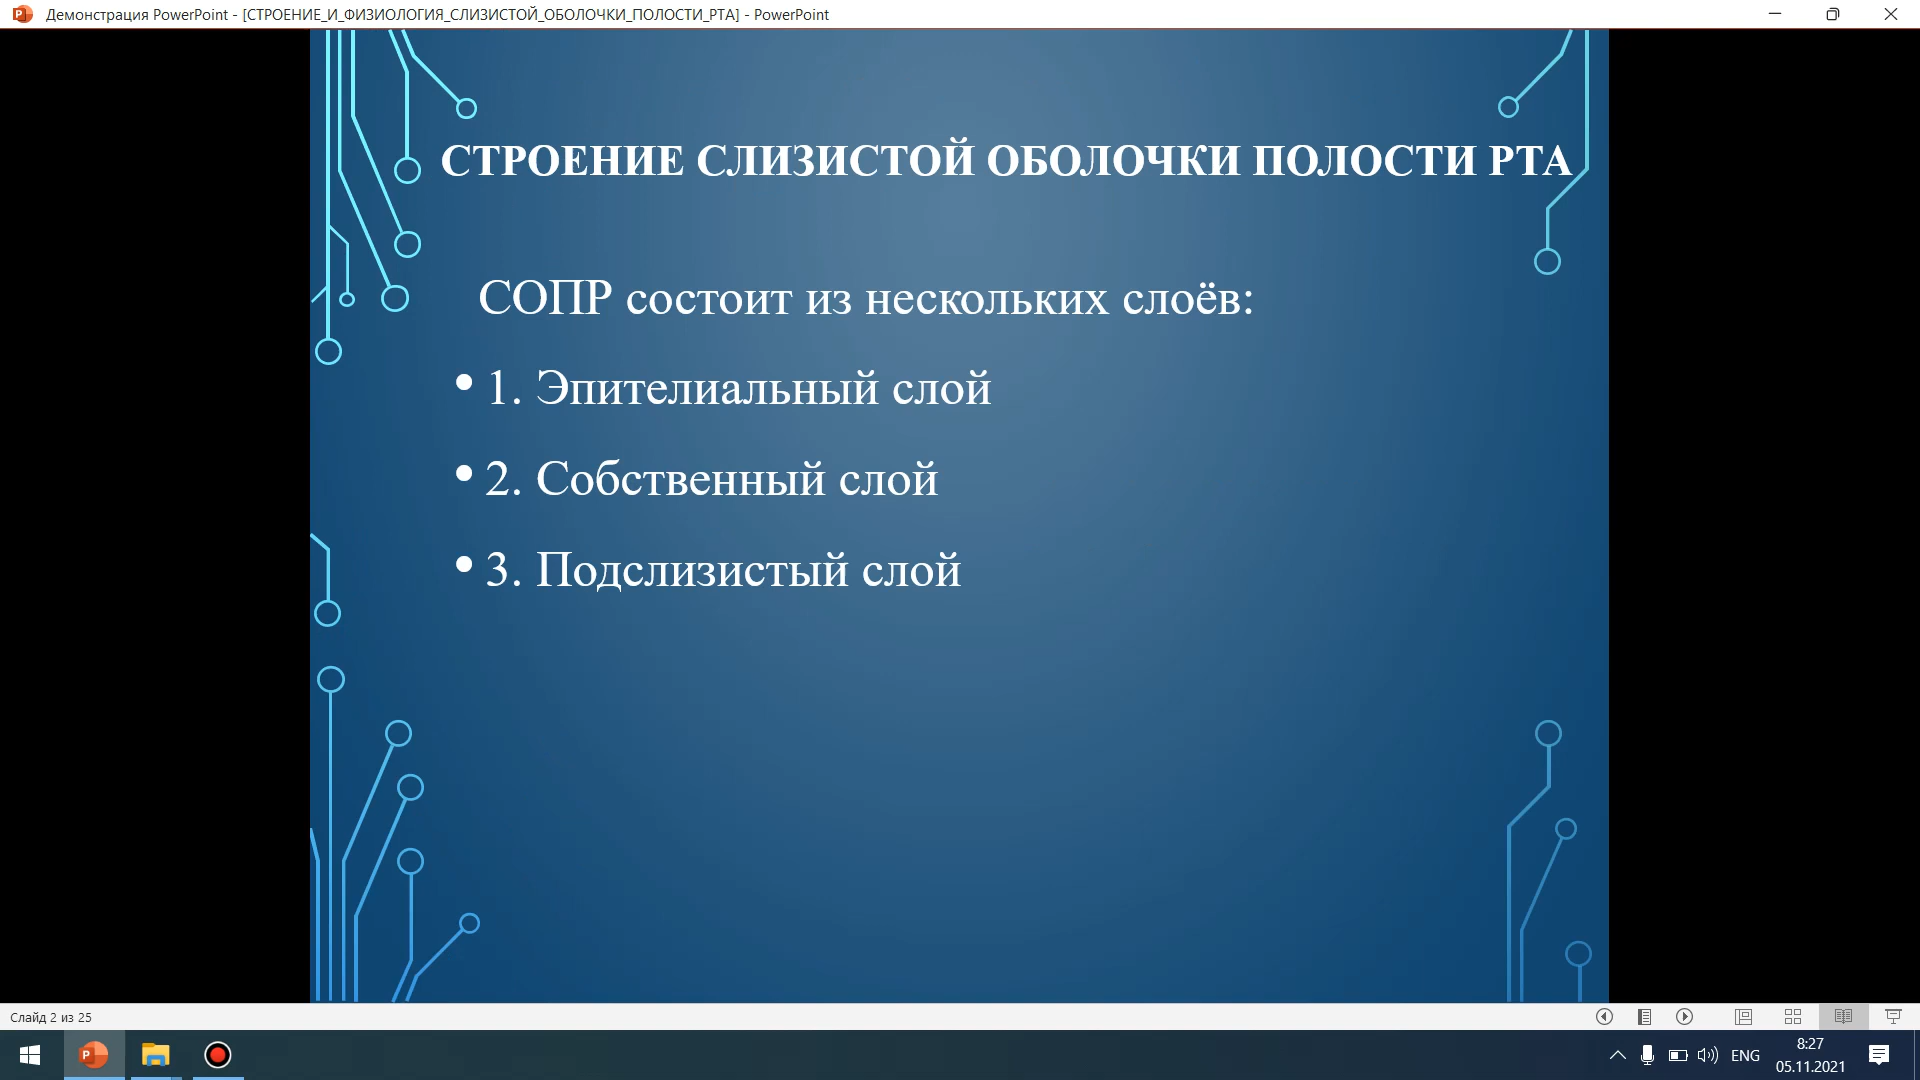 Демонстрация PowerPoint - [СТРОЕНИЕ_И_ФИЗИОЛОГИЯ_СЛИЗИСТОЙ_ОБОЛОЧКИ_ПОЛОСТИ_РТА] - PowerPoint
СТРОЕНИЕ СЛИЗИСТОЙ ОБОЛОЧКИ ПОЛОСТИ РТА
СОПР состоит из нескольких слоёв:
• 1. Эпителиальный слой
• 2. Собственный слой
• 3. Подслизистый слой
Слайд 2 из 25
ENG
8:27
05.11.2021